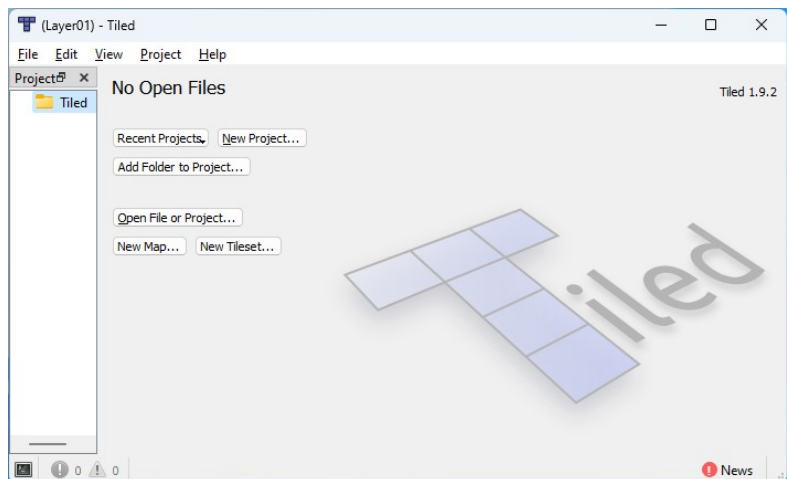 (Layer01) - Tiled
File Edit View Project Help
Project
Tiled
No Open Files
Tiled 1.9.2
Recent Projects New Project...
Add Folder to Project...
Open File or Project...
New Map... New Tileset...
Tiled
0 0
News